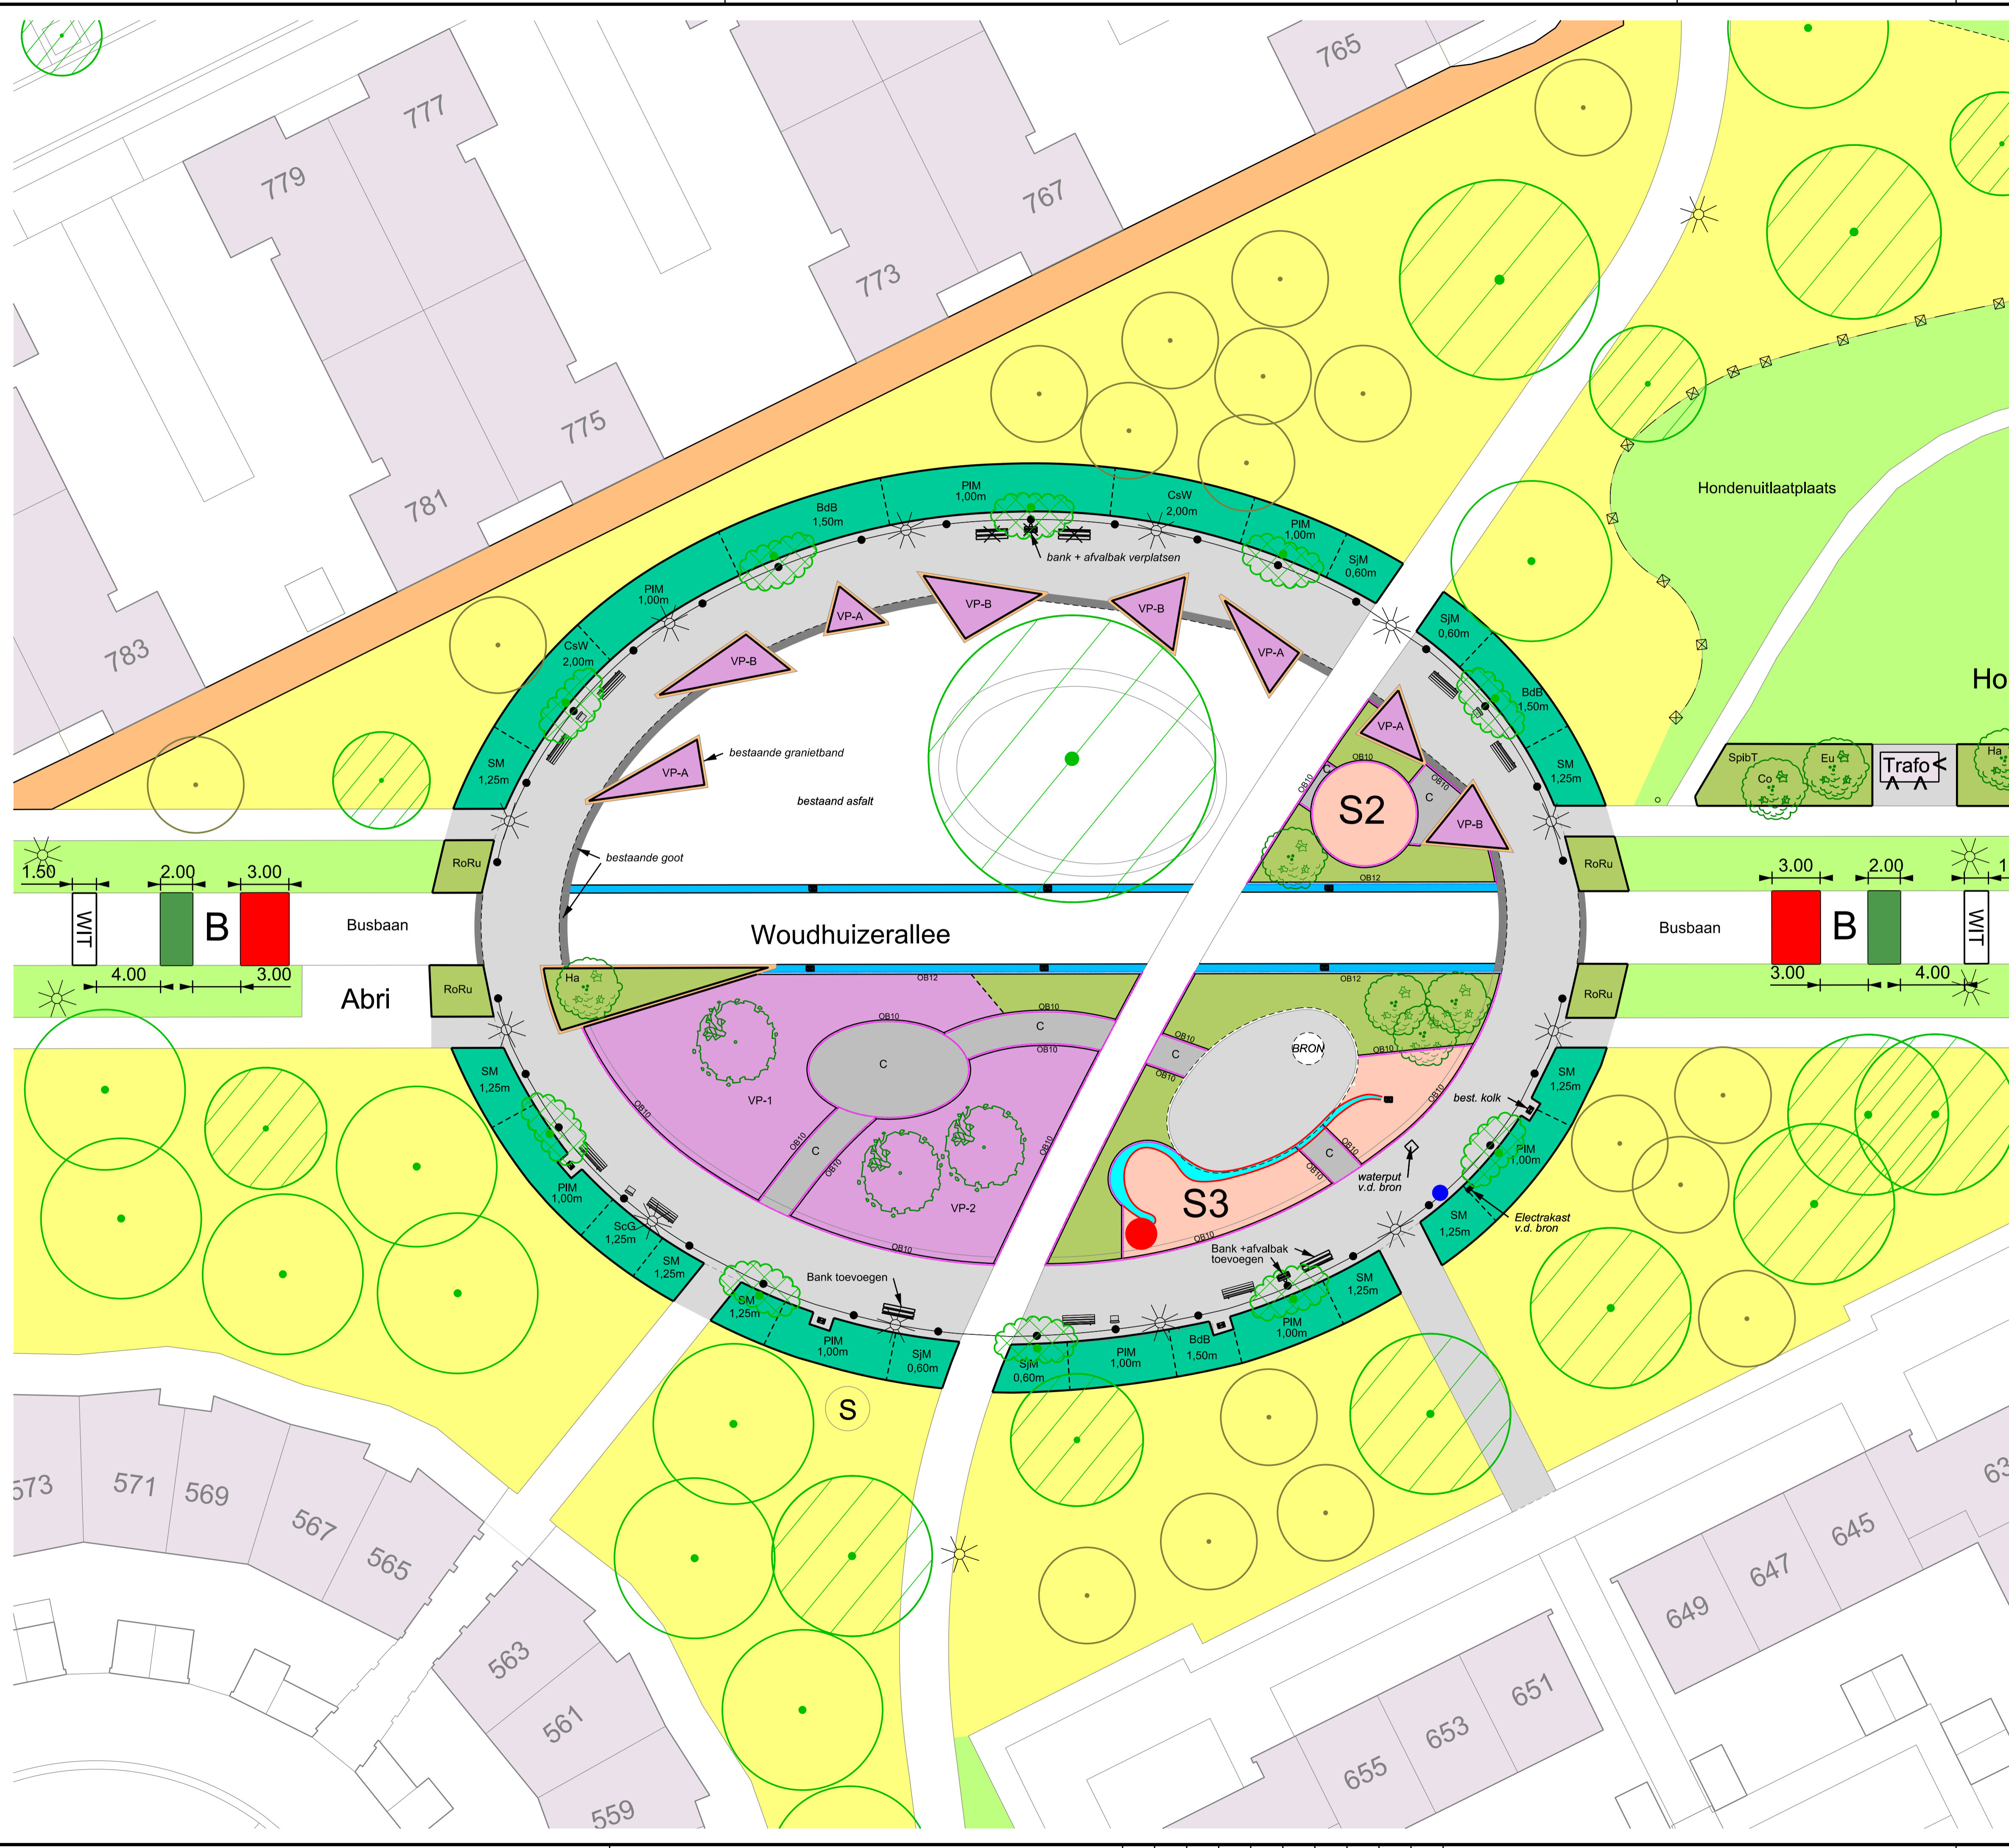 765
777
779
767
773
775
781
783
PIM
1,00m
CsW
2,00m
BdB
1,50m
PIM
1,00m
SjM
0,60m
Hondenuitlaatplaats
bank + afvalbak verplatsen
PIM
1,00m
VP-A
VP-B
VP-B
SjM
0,60m
CsW
2,00m
VP-B
VP-A
BdB
1,50m
Ho
VP-A
SM
1,25m
bestaande granietband
VP-A
bestaand asfalt
OB10
OB10
OB10
C
C
S2
VP-B
SM
1,25m
SplbT
Co
Eu
Trafo
Ha
RoRu
bestaande goot
OB12
RoRu
1.50
2.00
3.00
3.00
2.00
1
WIT
B
Busbaan
Woudhuizerallee
Busbaan
B
WIT
4.00
3.00
3.00
4.00
RoRu
Abri
Ha
OB12
OB12
RoRu
OB10
OB10
C
OB10
OB10
C
OB10
BRON
OB10
C
OB10
SM
1,25m
VP-1
OB10
OB10
best. kolk
SM
1,25m
OB10
C
OB10
OB10
OB10
C
OB10
PIM
1,00m
waterput
v.d. bron
PIM
1,00m
VP-2
S3
ScG
1,25m
OB10
OB10
SM
1,25m
Electrakast
v.d. bron
SM
1,25m
Bank toevoegen
Bank +afvalbak
toevoegen
SM
1,25m
SM
1,25m
PIM
1,00m
SjM
0,60m
SjM
0,60m
PIM
1,00m
BdB
1,50m
PIM
1,00m
S
573
571
569
567
565
563
561
559
63
645
647
649
651
653
655